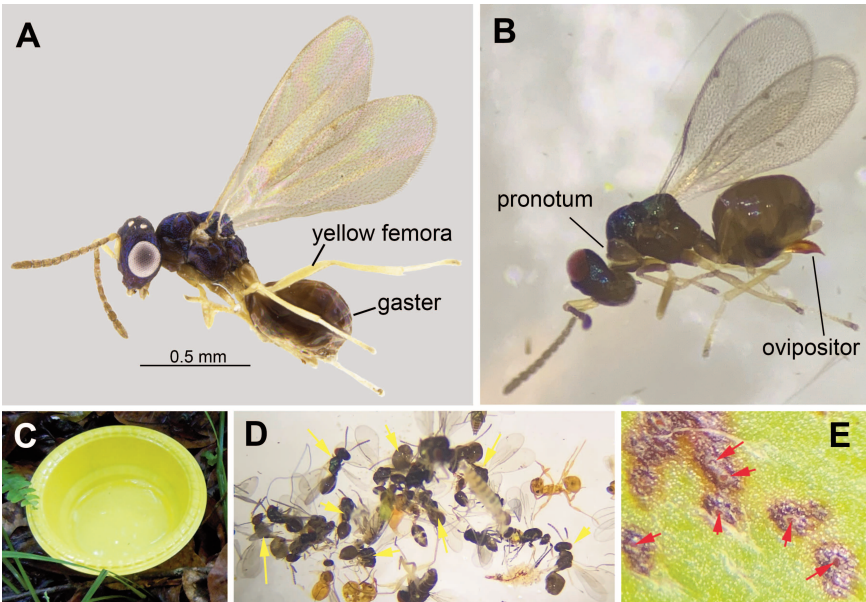 A
B
pronotum
yellow femora
gaster
0.5 mm
ovipositor
C
D
E